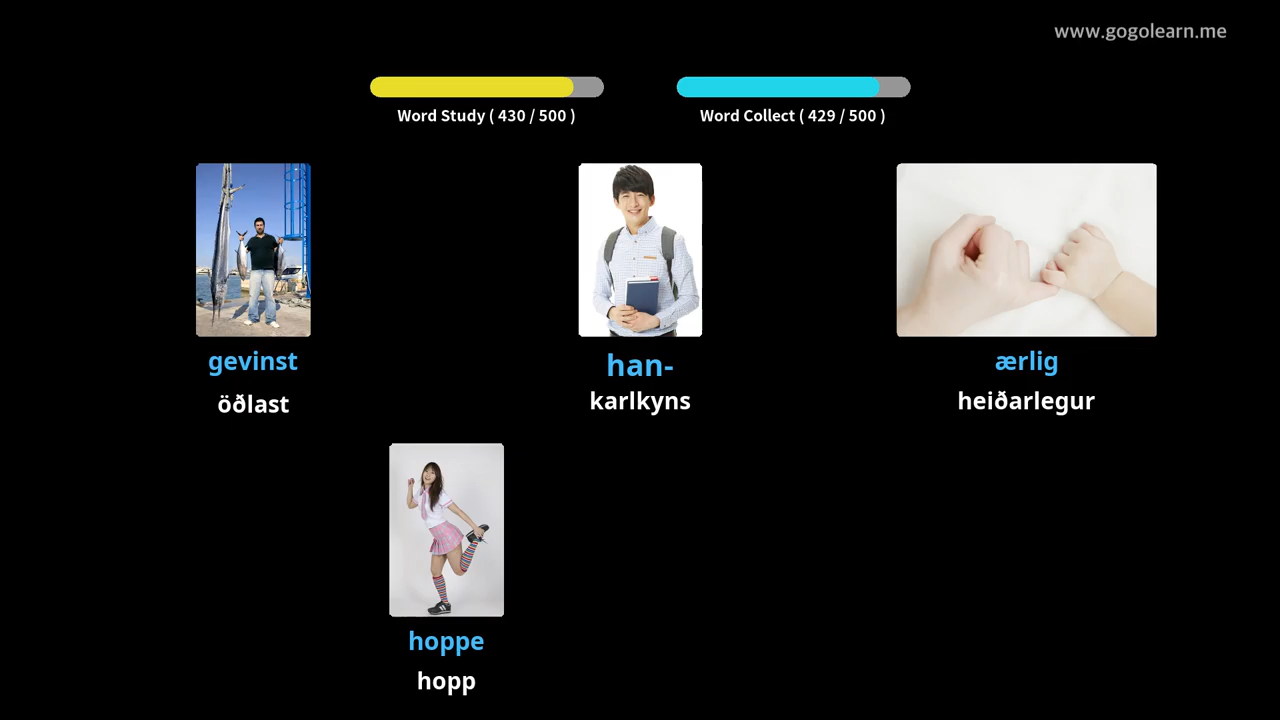 www.gogolearn.me
Word Study ( 430 / 500 )
Word Collect ( 429 / 500 )
gevinst
öðlast
han-
karlkyns
ærlig
heiðarlegur
hoppe
hopp